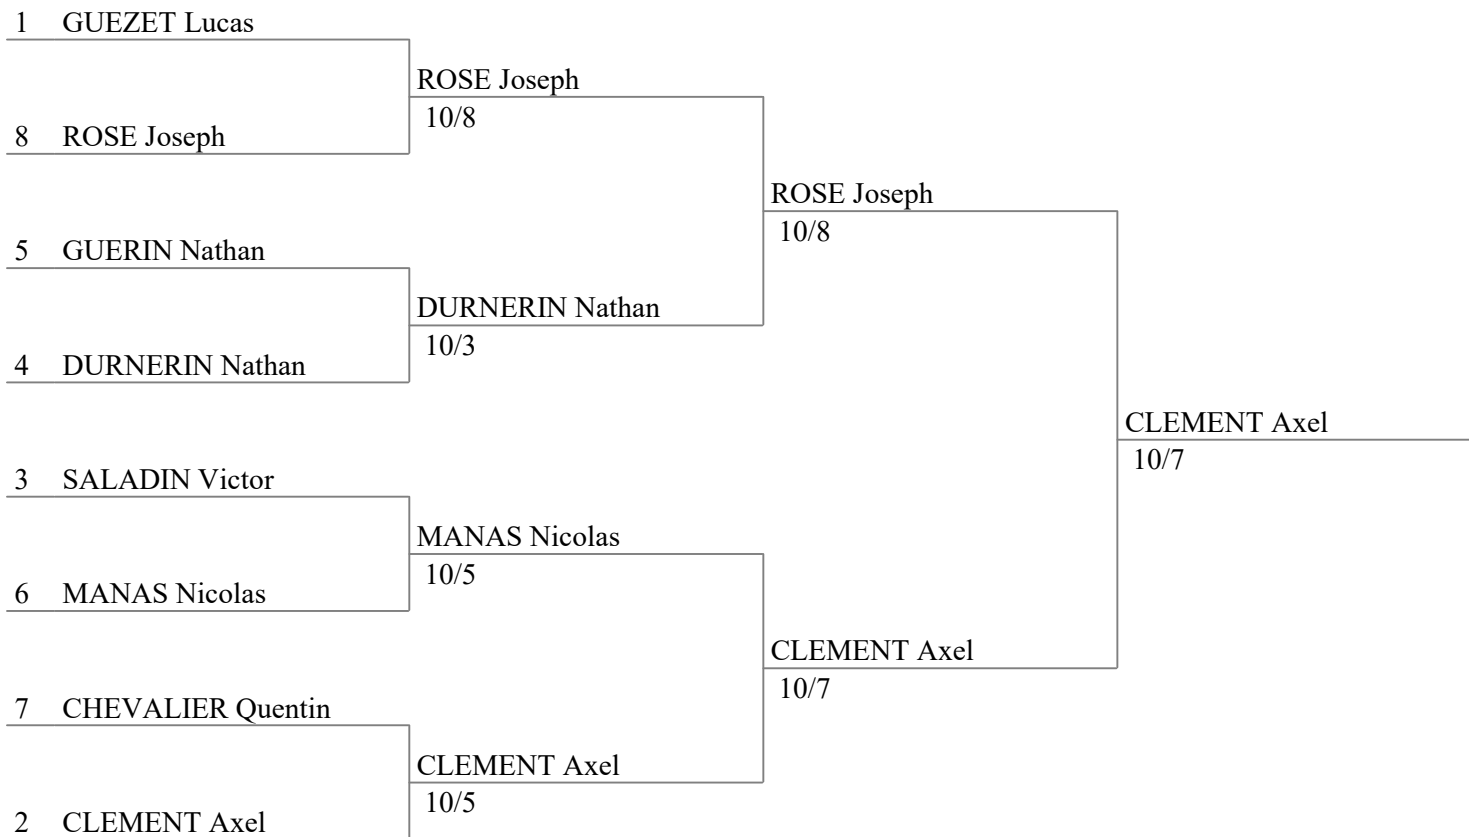 1 GUEZET Lucas
ROSE Joseph
10/8
8 ROSE Joseph
ROSE Joseph
10/8
5 GUERIN Nathan
DURNERIN Nathan
10/3
4 DURNERIN Nathan
CLEMENT Axel
10/7
3 SALADIN Victor
MANAS Nicolas
10/5
6 MANAS Nicolas
CLEMENT Axel
10/7
7 CHEVALIER Quentin
CLEMENT Axel
10/5
2 CLEMENT Axel